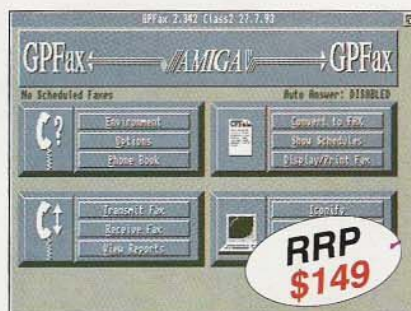 GPFax 2.342 Class2 27.7.93
GPFax AMIGA GPFax
No Scheduled Faxes Auto Answer: DISABLED
Environment
Options
Phone Book
Convert to FAX
Show Schedules
Display/Print Fax
Transmit Fax
Receive Fax
View Reports
Iconify
RRP
$149